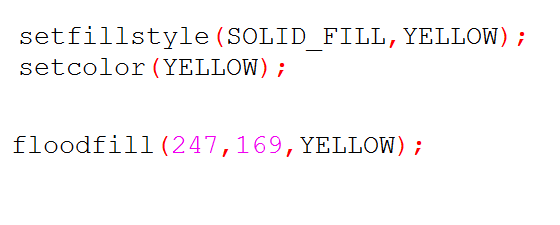 setfillstyle(SOLID_FILL,YELLOW);
setcolor(YELLOW);
floodfill(247,169,YELLOW);